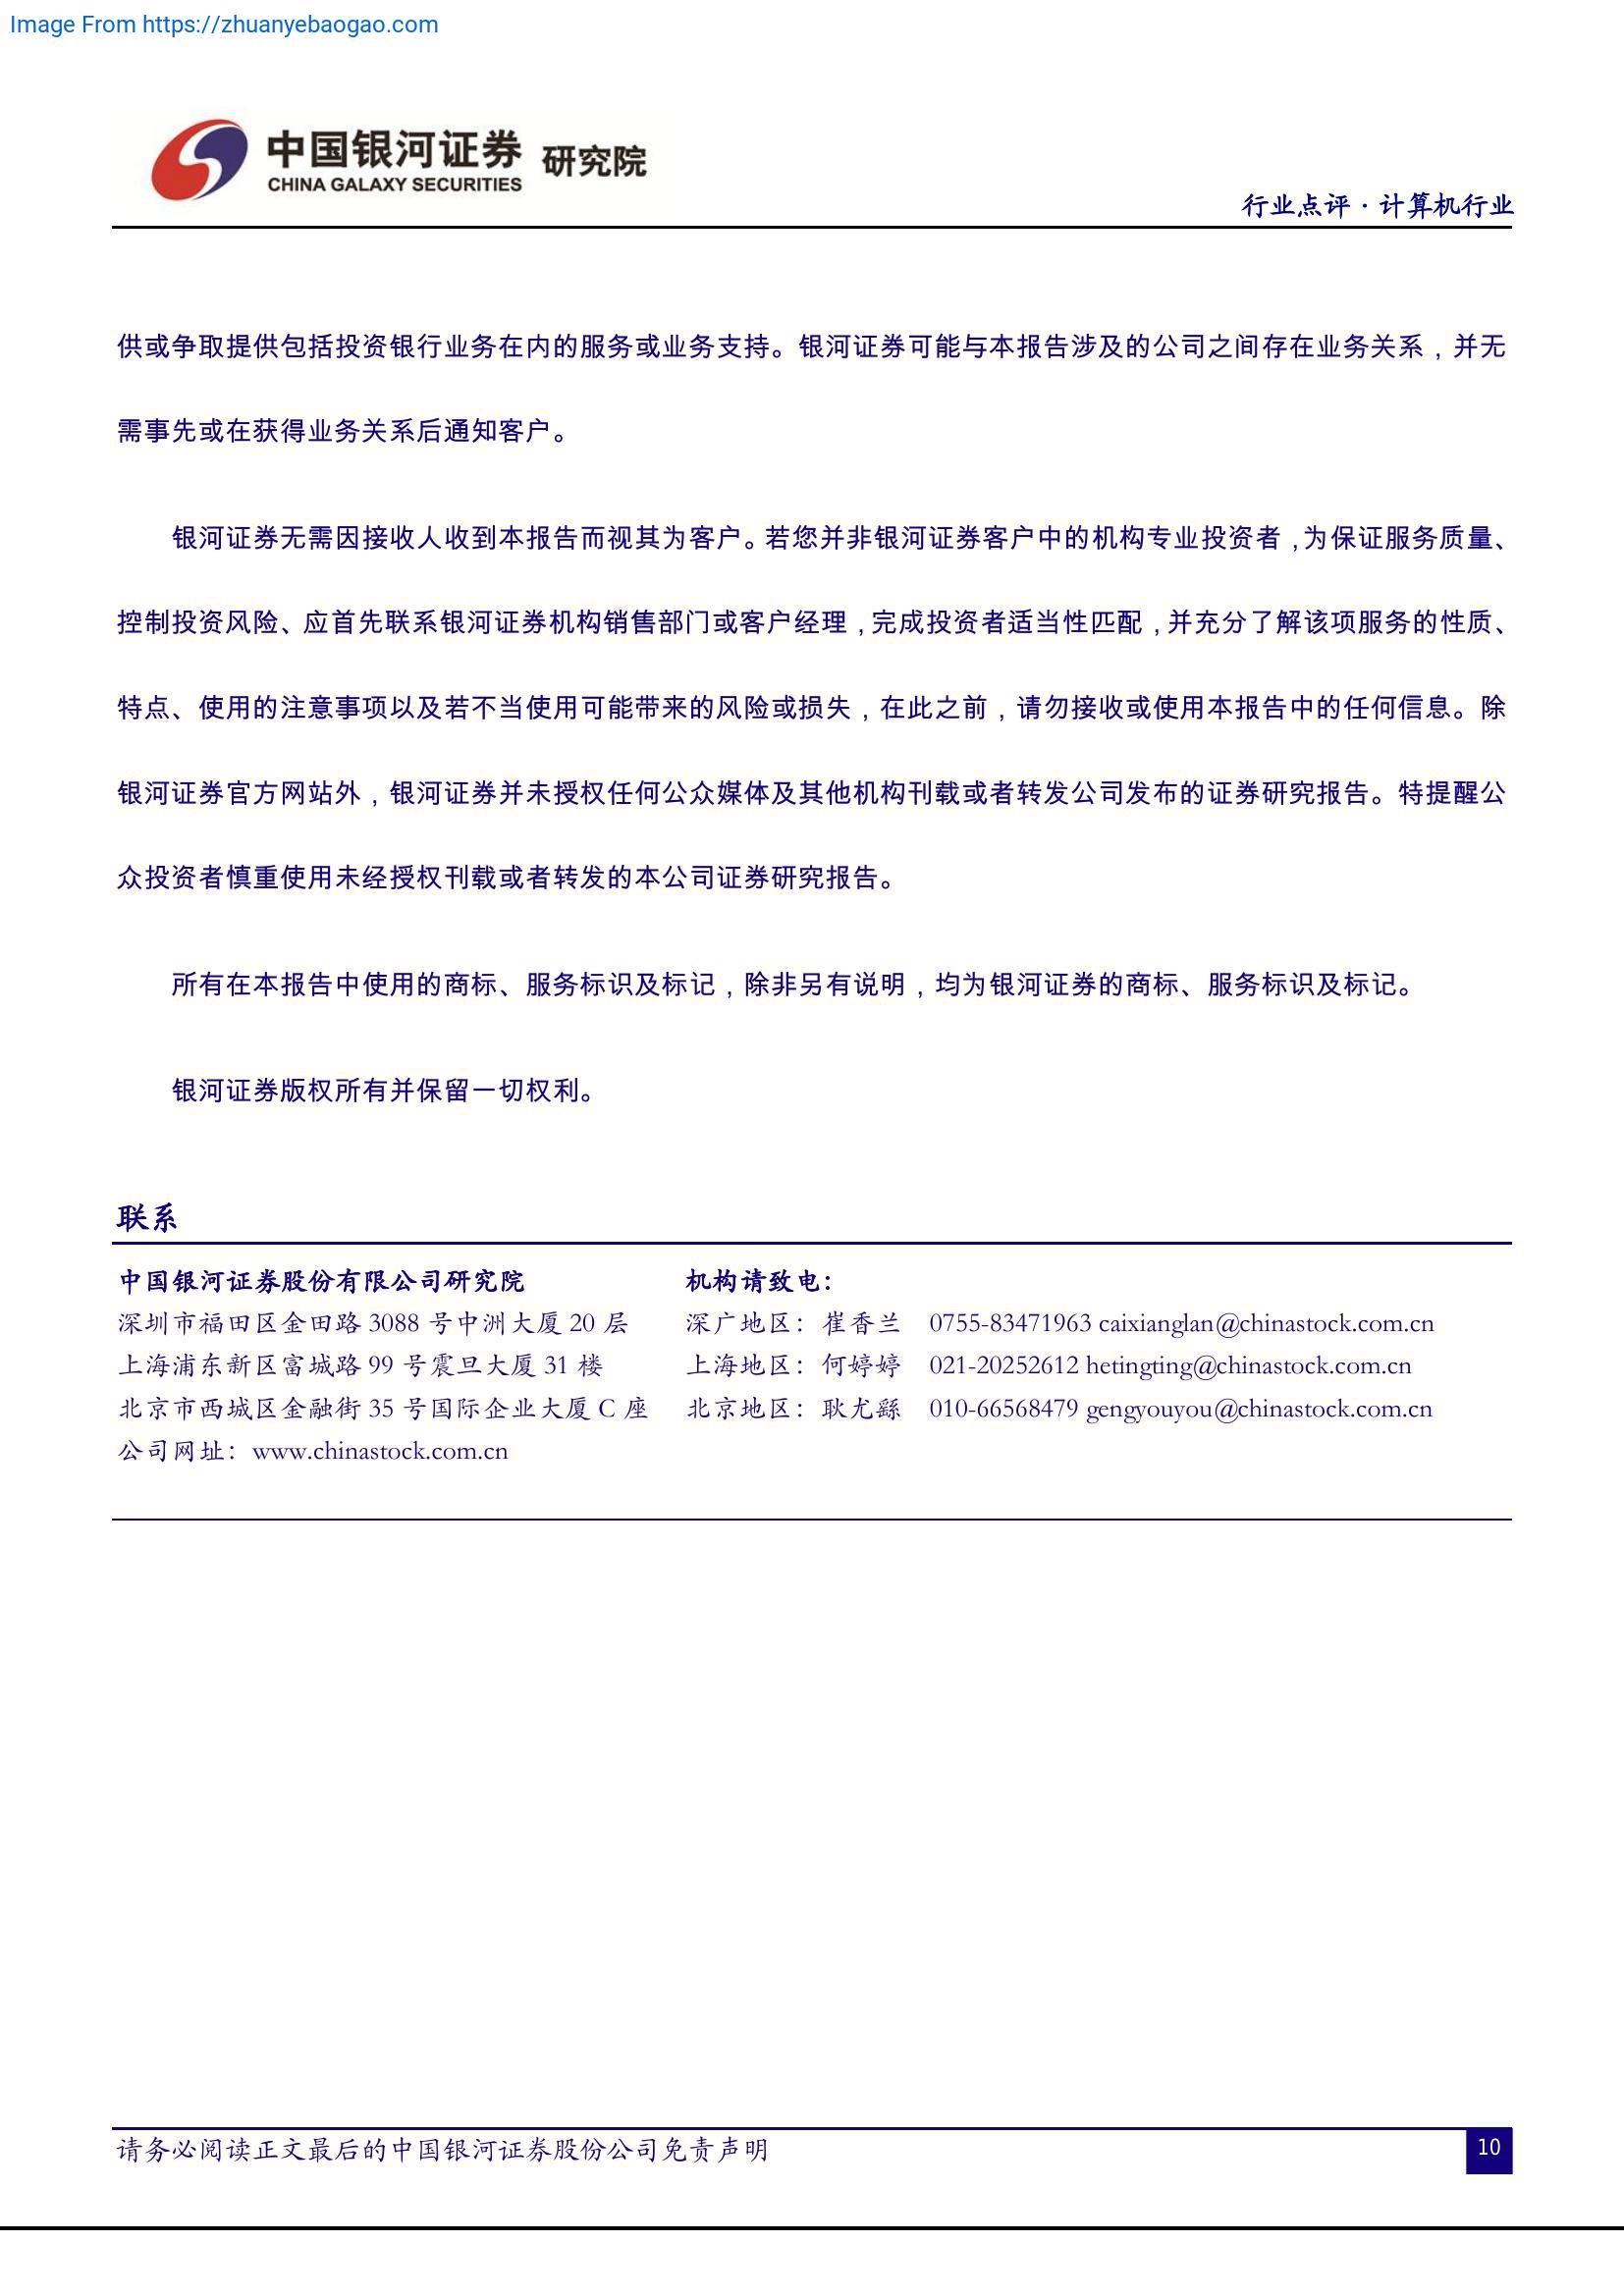 Image From https://zhuanyebaogao.com
中国银河证券 研究院
CHINA GALAXY SECURITIES
行业点评·计算机行业
供或争取提供包括投资银行业务在内的服务或业务支持。银河证券可能与本报告涉及的公司之间存在业务关系，并无
需事先或在获得业务关系后通知客户。
银河证券无需因接收人收到本报告而视其为客户。若您并非银河证券客户中的机构专业投资者，为保证服务质量、
控制投资风险、应首先联系银河证券机构销售部门或客户经理，完成投资者适当性匹配，并充分了解该项服务的性质、
特点、使用的注意事项以及若不当使用可能带来的风险或损失，在此之前，请勿接收或使用本报告中的任何信息。除
银河证券官方网站外，银河证券并未授权任何公众媒体及其他机构刊载或者转发公司发布的证券研究报告。特提醒公
众投资者慎重使用未经授权刊载或者转发的本公司证券研究报告。
所有在本报告中使用的商标、服务标识及标记，除非另有说明，均为银河证券的商标、服务标识及标记。
银河证券版权所有并保留一切权利。
联系
中国银河证券股份有限公司研究院 机构请致电：
深圳市福田区金田路 3088 号中洲大厦 20 层 深广地区：崔香兰 0755-83471963 caixianglan@chinastock.com.cn
上海浦东新区富城路 99 号震旦大厦 31 楼 上海地区：何婷婷 021-20252612 hetingting@chinastock.com.cn
北京市西城区金融街 35 号国际企业大厦 C 座 北京地区：耿尤繇 010-66568479 gengyouyou@chinastock.com.cn
公司网址：www.chinastock.com.cn
请务必阅读正文最后的中国银河证券股份公司免责声明
10